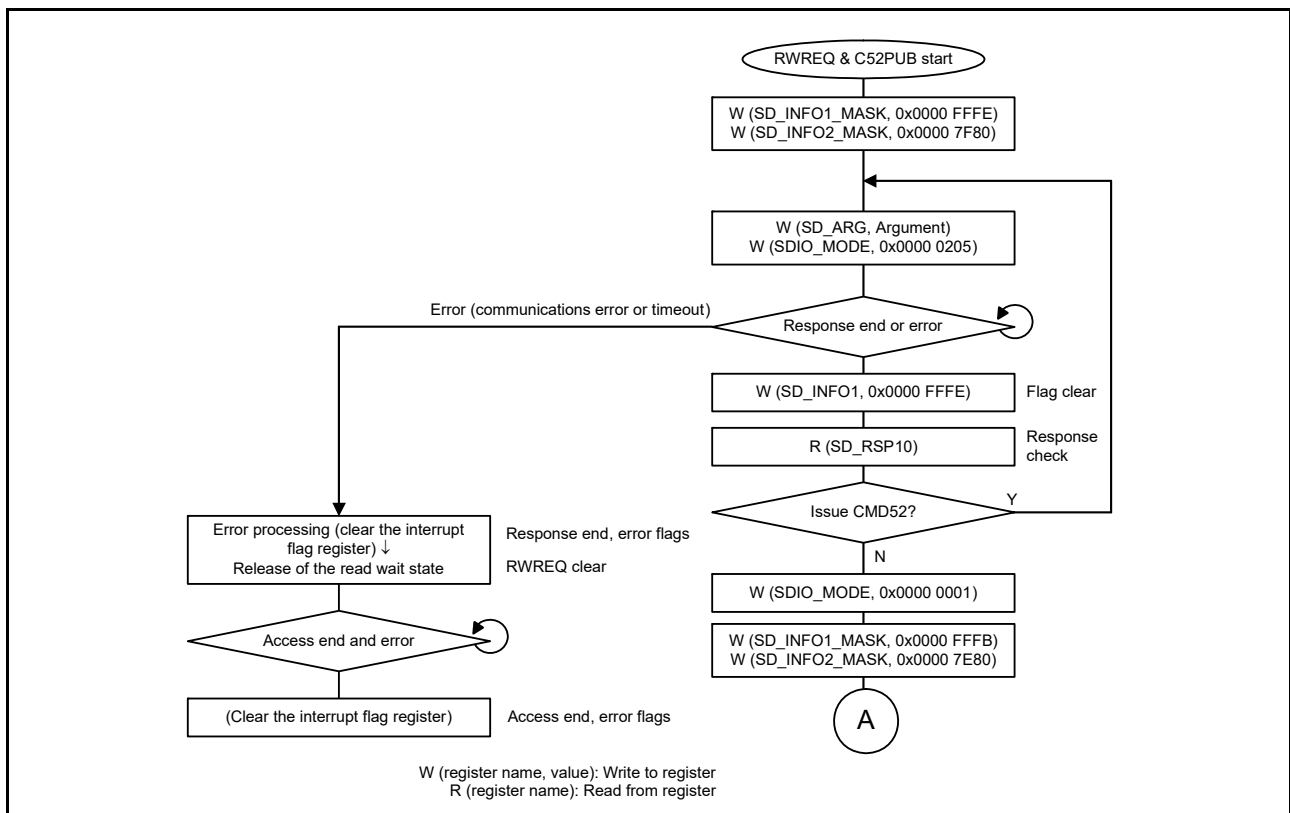 RWREQ & C52PUB start
W (SD_INFO1_MASK, 0x0000 FFFE)
W (SD_INFO2_MASK, 0x0000 7F80)
W (SD_ARG, Argument)
W (SDIO_MODE, 0x0000 0205)
Error (communications error or timeout)
Response end or error
W (SD_INFO1, 0x0000 FFFE)
Flag clear
R (SD_RSP10)
Response
check
Issue CMD52?
Y
N
Error processing (clear the interrupt
flag register) ↓
Release of the read wait state
Response end, error flags
RWREQ clear
W (SDIO_MODE, 0x0000 0001)
Access end and error
W (SD_INFO1_MASK, 0x0000 FFFB)
W (SD_INFO2_MASK, 0x0000 7E80)
(Clear the interrupt flag register)
Access end, error flags
A
W (register name, value): Write to register
R (register name): Read from register